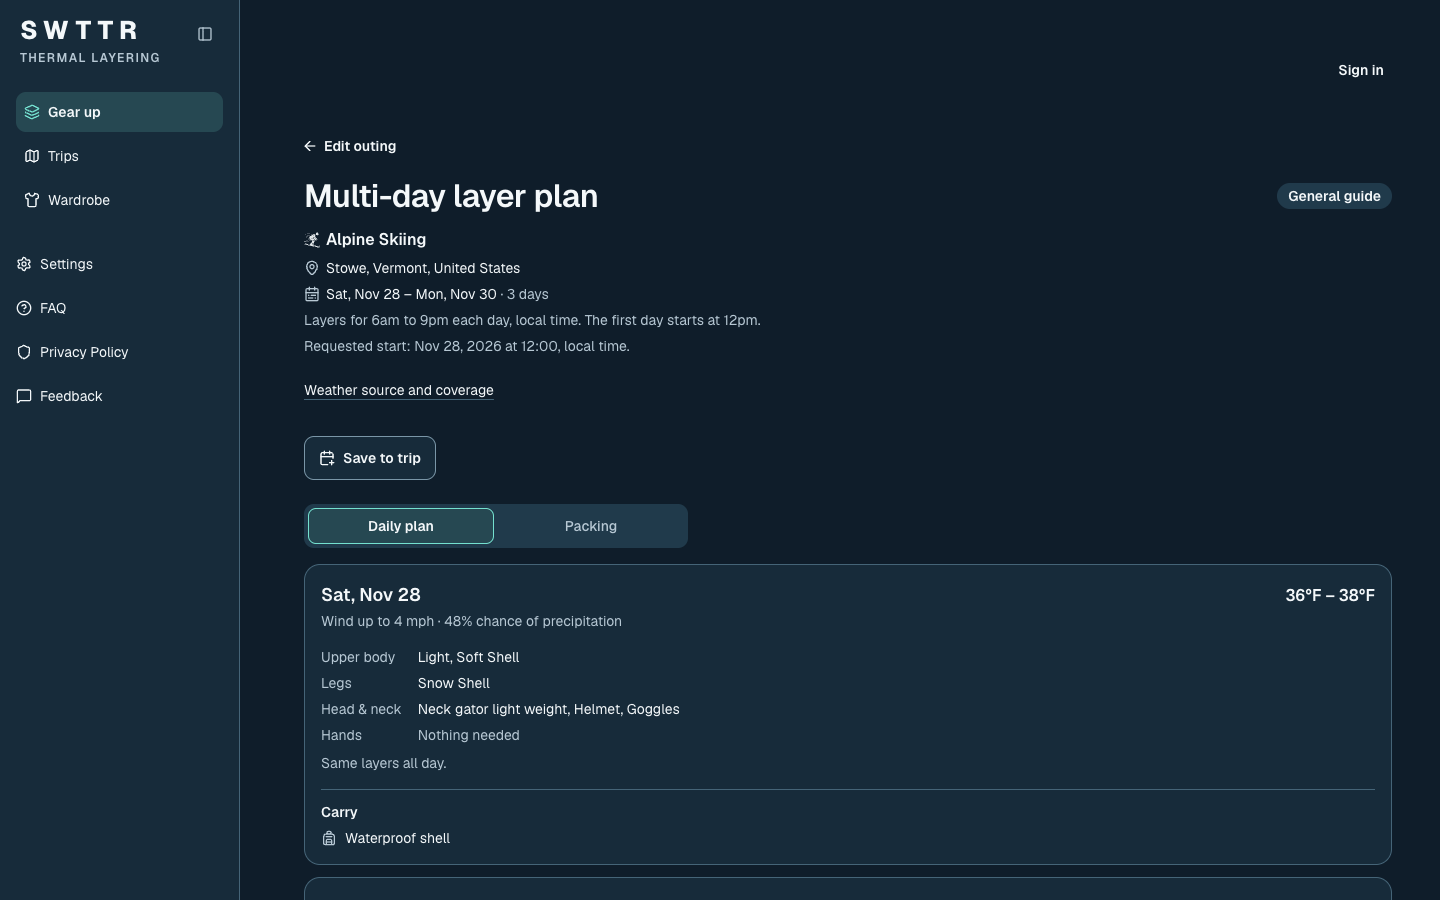 SWTTR
THERMAL LAYERING
Gear up
Trips
Wardrobe
Settings
FAQ
Privacy Policy
Feedback
Sign in
Edit outing
Multi-day layer plan
General guide
Alpine Skiing
Stowe, Vermont, United States
Sat, Nov 28 – Mon, Nov 30 · 3 days
Layers for 6am to 9pm each day, local time. The first day starts at 12pm.
Requested start: Nov 28, 2026 at 12:00, local time.
Weather source and coverage
Save to trip
Daily plan
Packing
Sat, Nov 28
36°F – 38°F
Wind up to 4 mph · 48% chance of precipitation
Upper body Light, Soft Shell
Legs Snow Shell
Head & neck Neck gator light weight, Helmet, Goggles
Hands Nothing needed
Same layers all day.
Carry
Waterproof shell